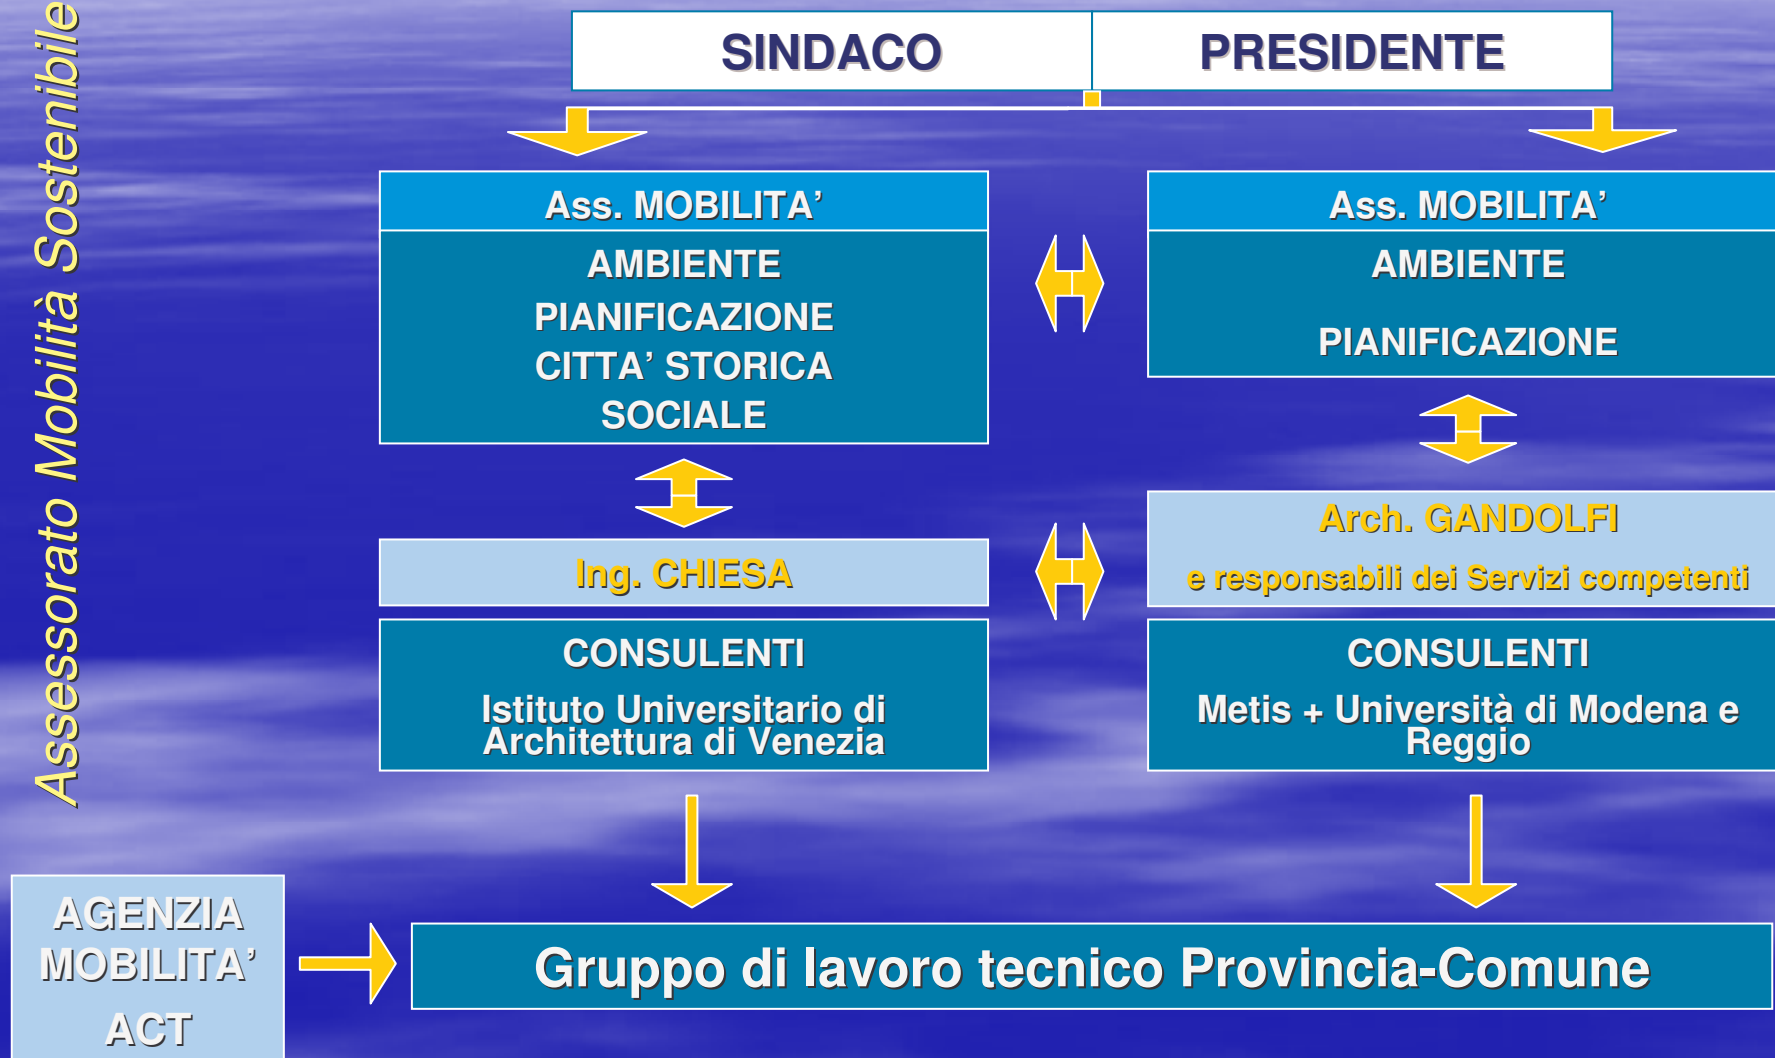 Assessorato Mobilità Sostenibile
SINDACO
PRESIDENTE
Ass. MOBILITA’
AMBIENTE
PIANIFICAZIONE
CITTA’ STORICA
SOCIALE
Ass. MOBILITA’
AMBIENTE
PIANIFICAZIONE
Ing. CHIESA
Arch. GANDOLFI
e responsabili dei Servizi competenti
CONSULENTI
Istituto Universitario di
Architettura di Venezia
CONSULENTI
Metis + Università di Modena e
Reggio
AGENZIA
MOBILITA’
ACT
Gruppo di lavoro tecnico Provincia-Comune